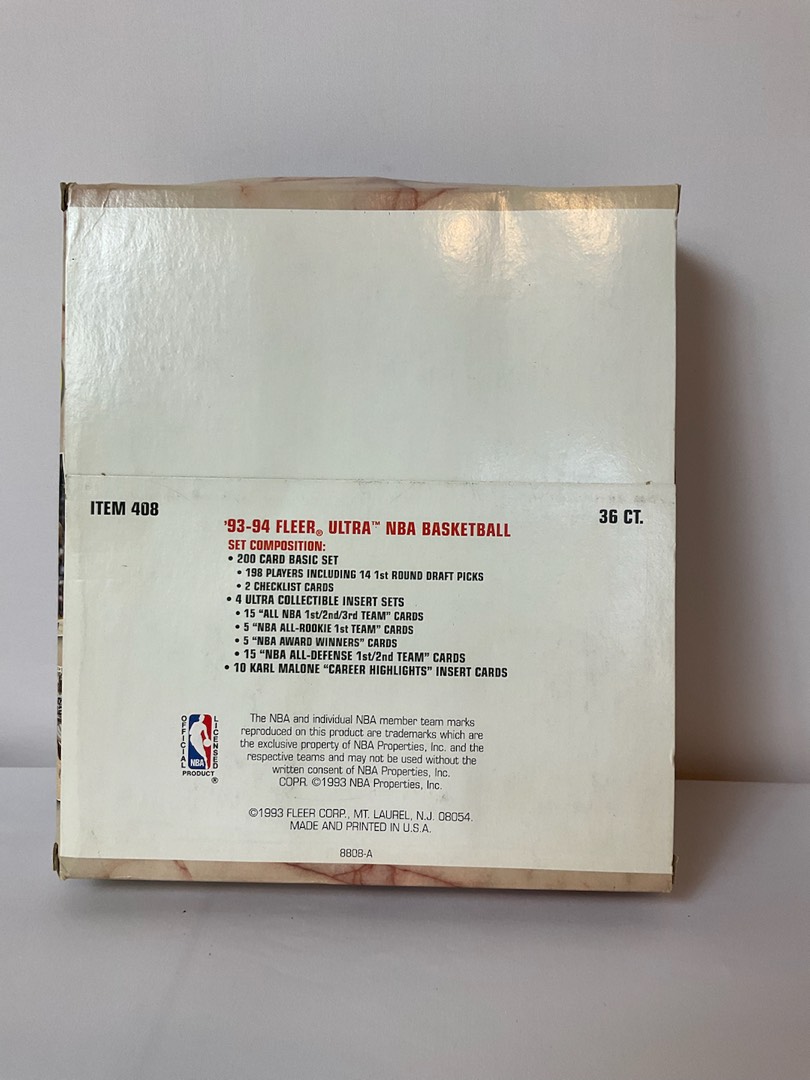 ITEM 408
36 CT.
'93-94 FLEER® ULTRA™ NBA BASKETBALL
SET COMPOSITION:
• 200 CARD BASIC SET
• 198 PLAYERS INCLUDING 14 1st ROUND DRAFT PICKS
• 2 CHECKLIST CARDS
• 4 ULTRA COLLECTIBLE INSERT SETS
• 15 "ALL NBA 1st/2nd/3rd TEAM" CARDS
• 5 "NBA ALL-ROOKIE 1st TEAM" CARDS
• 5 "NBA AWARD WINNERS" CARDS
• 15 "NBA ALL-DEFENSE 1st/2nd TEAM" CARDS
• 10 KARL MALONE "CAREER HIGHLIGHTS" INSERT CARDS
OFFICIAL
LICENSED
NBA
PRODUCT
®
The NBA and individual NBA member team marks
reproduced on this product are trademarks which are
the exclusive property of NBA Properties, Inc. and the
respective teams and may not be used without the
written consent of NBA Properties, Inc.
COPR. ©1993 NBA Properties, Inc.
©1993 FLEER CORP., MT. LAUREL, N.J. 08054.
MADE AND PRINTED IN U.S.A.
8808-A